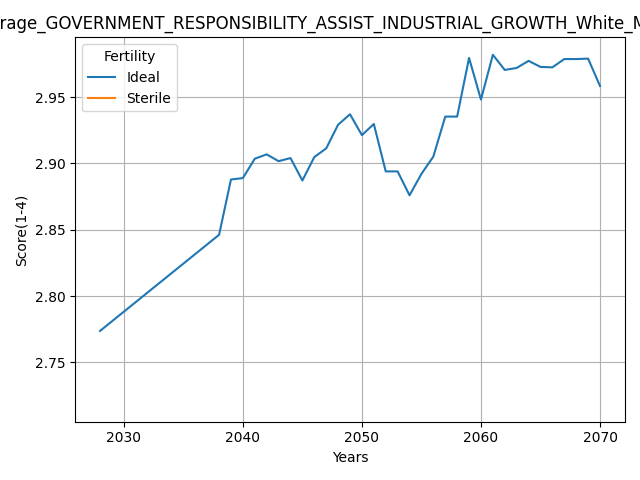 rage_GOVERNMENT_RESPONSIBILITY_ASSIST_INDUSTRIAL_GROWTH_White_M
Fertility
Ideal
Sterile
2.95
2.90
2.85
2.80
2.75
Score(1-4)
2030 2040 2050 2060 2070
Years